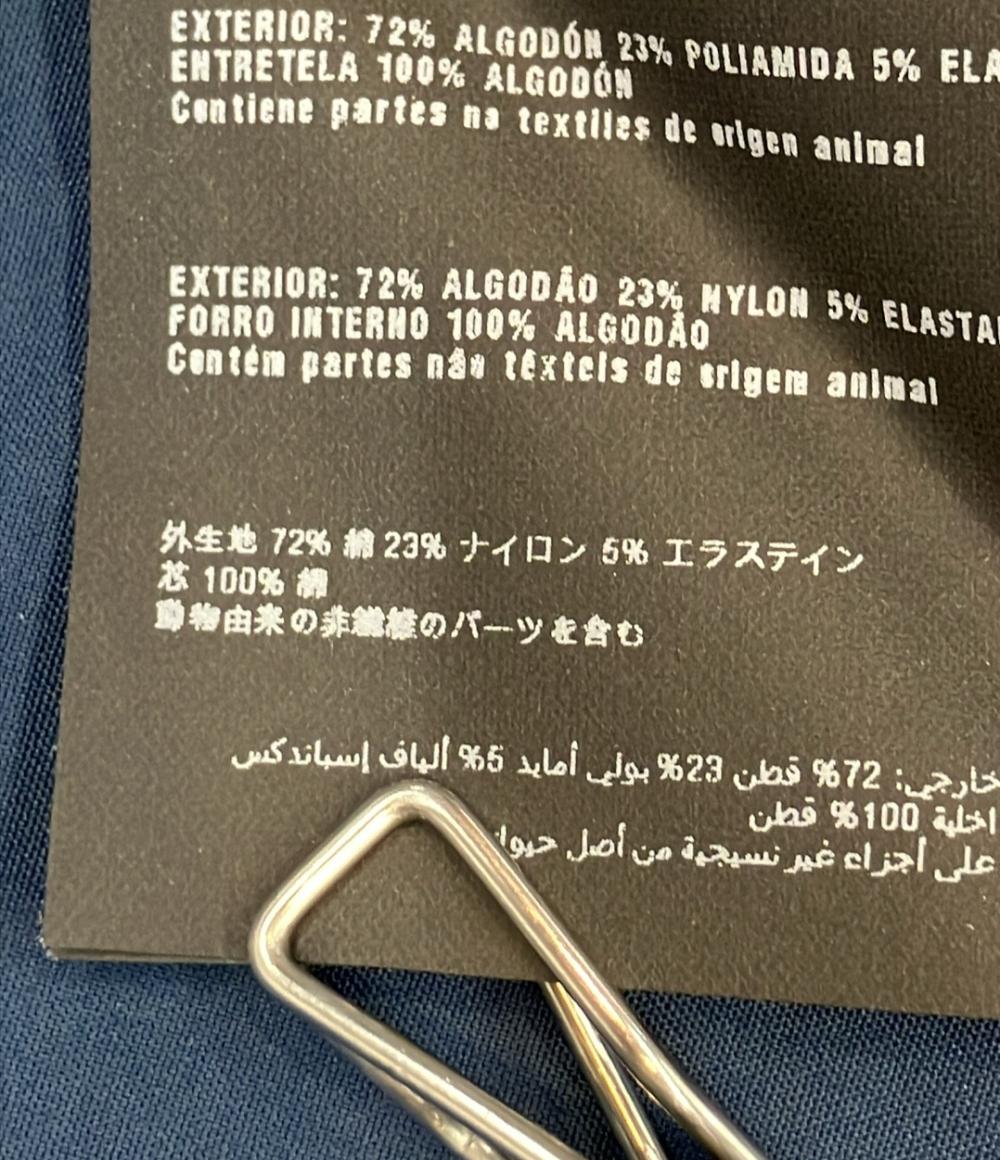 EXTERIOR: 72% ALGODÓN 23% POLIAMIDA 5% ELA
ENTRETELA 100% ALGODÓN
Contiene partes no textiles de origen animal
EXTERIOR: 72% ALGODÃO 23% NYLON 5% ELASTA
FORRO INTERNO 100% ALGODÃO
Contém partes não têxteis de origem animal
外生地 72% 綿 23% ナイロン 5% エラステイン
芯 100% 綿
動物由来の非繊維のパーツを含む
خارجي: 72% قطن 23% بولي أمايد 5% ألياف إسباندكس
اخلية 100% قطن
على أجزاء غير نسيجية من أصل حيوان